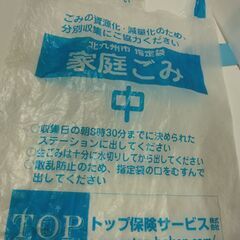 ごみの資源化・減量化のため、
分別収集にご協力ください
北九州市 指定袋
家庭ごみ
中
○収集日の朝8時30分までに決められた
ステーションに出してください
○生ごみは十分に水切りしてから出してください
○散乱防止のため、指定袋の口をむすんで
出してください
TOP トップ保険サービス 株式会社